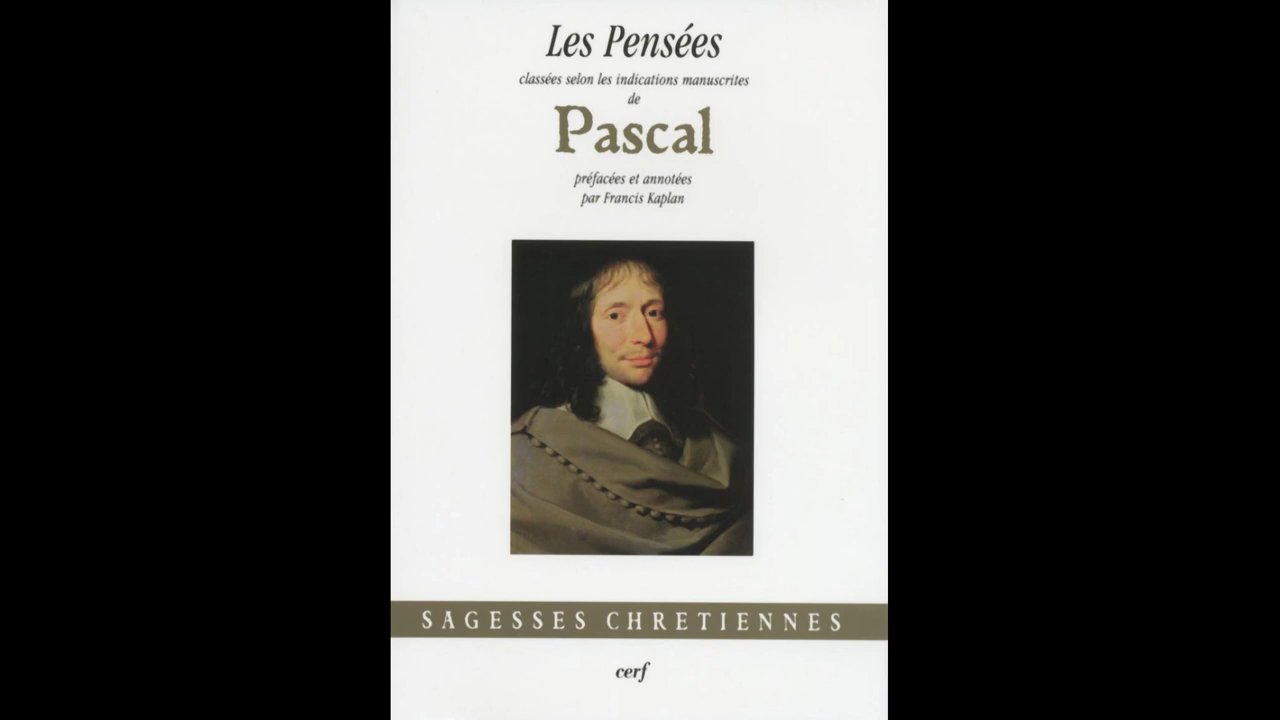 Les Pensées
classées selon les indications manuscrites
de
Pascal
préfacées et annotées
par Francis Kaplan
SAGESSES CHRETIENNES
cerf